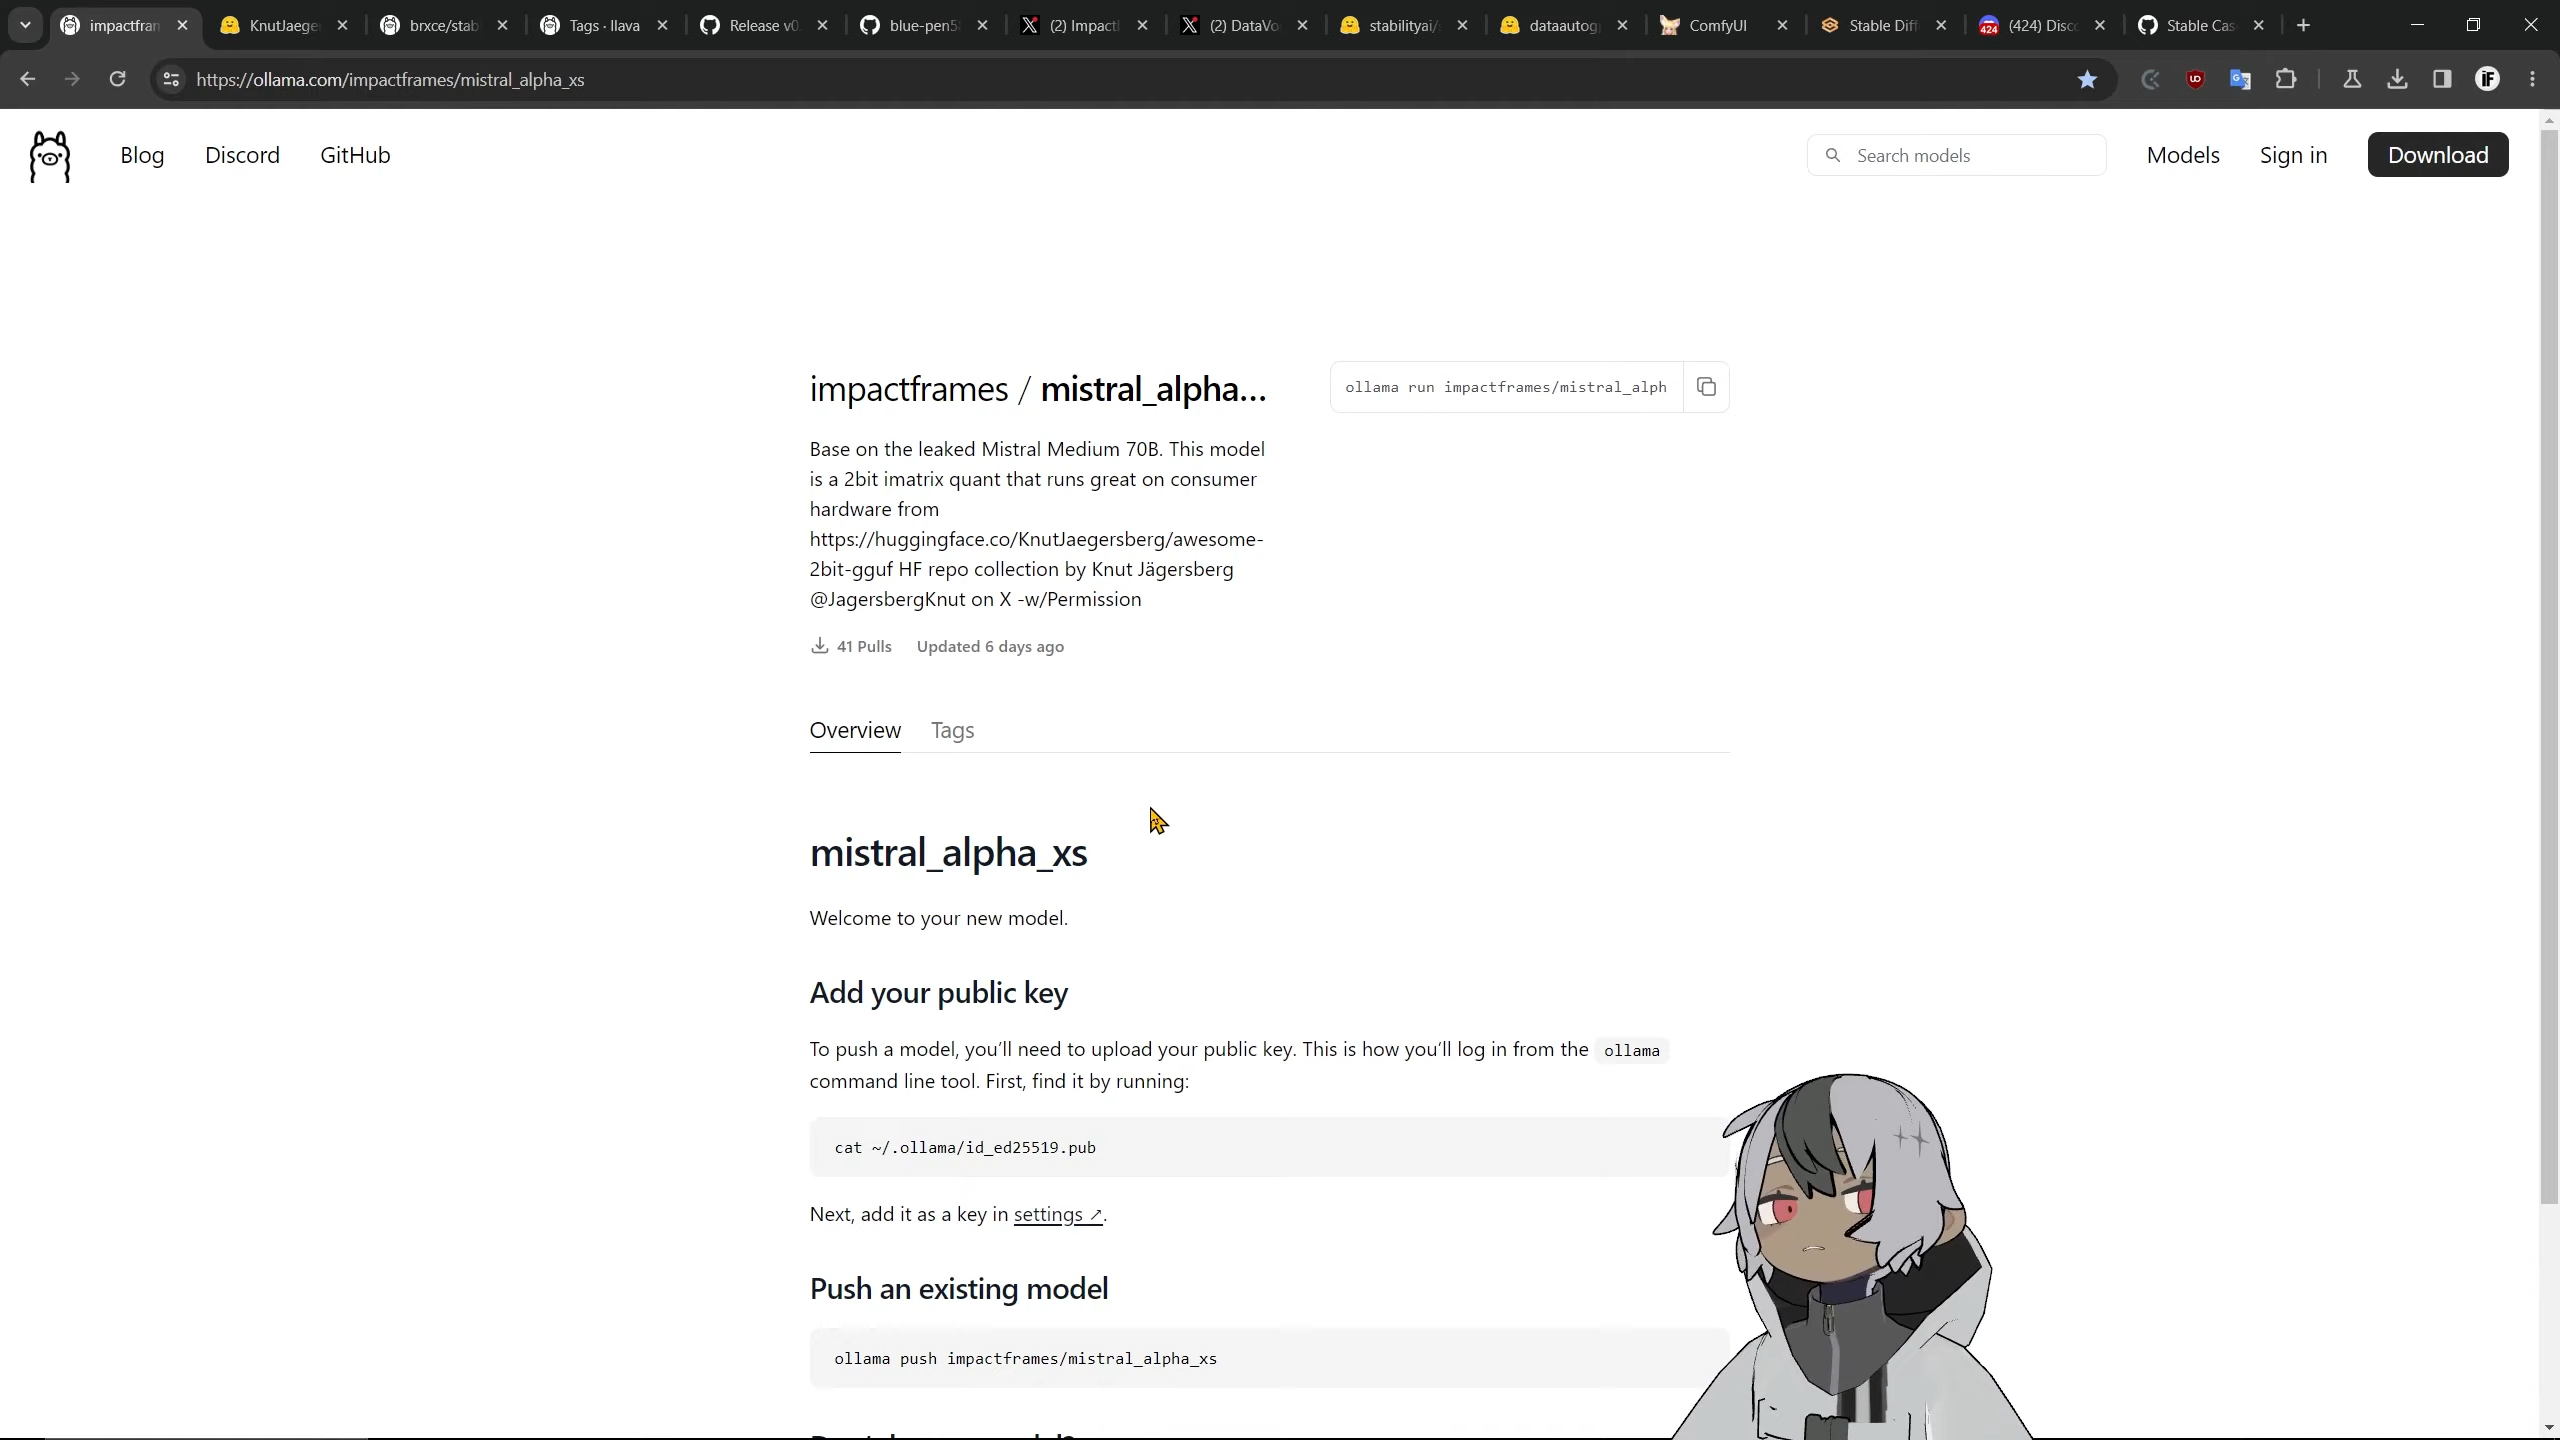 impactfran
KnutJaege
brxce/stab
Tags · llava
Release v0.
blue-pen5
(2) Impact
(2) DataVo
stabilityai/
dataautog
ComfyUI
Stable Diff
(424) Disc
Stable Cas
https://ollama.com/impactframes/mistral_alpha_xs
Blog
Discord
GitHub
Search models
Models
Sign in
Download
impactframes / mistral_alpha...
ollama run impactframes/mistral_alph
Base on the leaked Mistral Medium 70B. This model
is a 2bit imatrix quant that runs great on consumer
hardware from
https://huggingface.co/KnutJaegersberg/awesome-
2bit-gguf HF repo collection by Knut Jägersberg
@JagersbergKnut on X -w/Permission
41 Pulls
Updated 6 days ago
Overview
Tags
mistral_alpha_xs
Welcome to your new model.
Add your public key
To push a model, you'll need to upload your public key. This is how you'll log in from the ollama
command line tool. First, find it by running:
cat ~/.ollama/id_ed25519.pub
Next, add it as a key in settings ↗.
Push an existing model
ollama push impactframes/mistral_alpha_xs